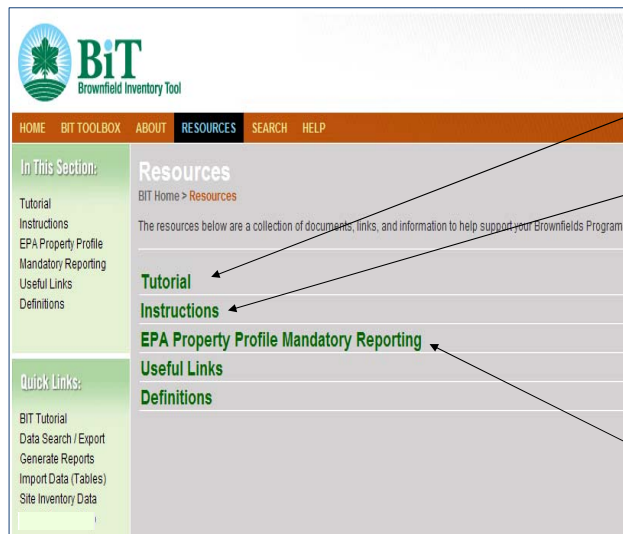 BiT
Brownfield Inventory Tool
HOME BIT TOOLBOX ABOUT RESOURCES SEARCH HELP
In This Section:
Tutorial
Instructions
EPA Property Profile
Mandatory Reporting
Useful Links
Definitions
Quick Links:
BIT Tutorial
Data Search / Export
Generate Reports
Import Data (Tables)
Site Inventory Data
Resources
BIT Home > Resources
The resources below are a collection of documents, links, and information to help support your Brownfields Program
Tutorial
Instructions
EPA Property Profile Mandatory Reporting
Useful Links
Definitions